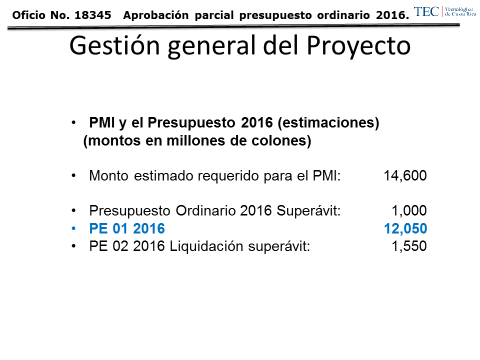 Oficio No. 18345 Aprobación parcial presupuesto ordinario 2016.
TEC Tecnológico de Costa Rica
Gestión general del Proyecto
• PMI y el Presupuesto 2016 (estimaciones)
(montos en millones de colones)
• Monto estimado requerido para el PMI: 14,600
• Presupuesto Ordinario 2016 Superávit: 1,000
• PE 01 2016 12,050
• PE 02 2016 Liquidación superávit: 1,550